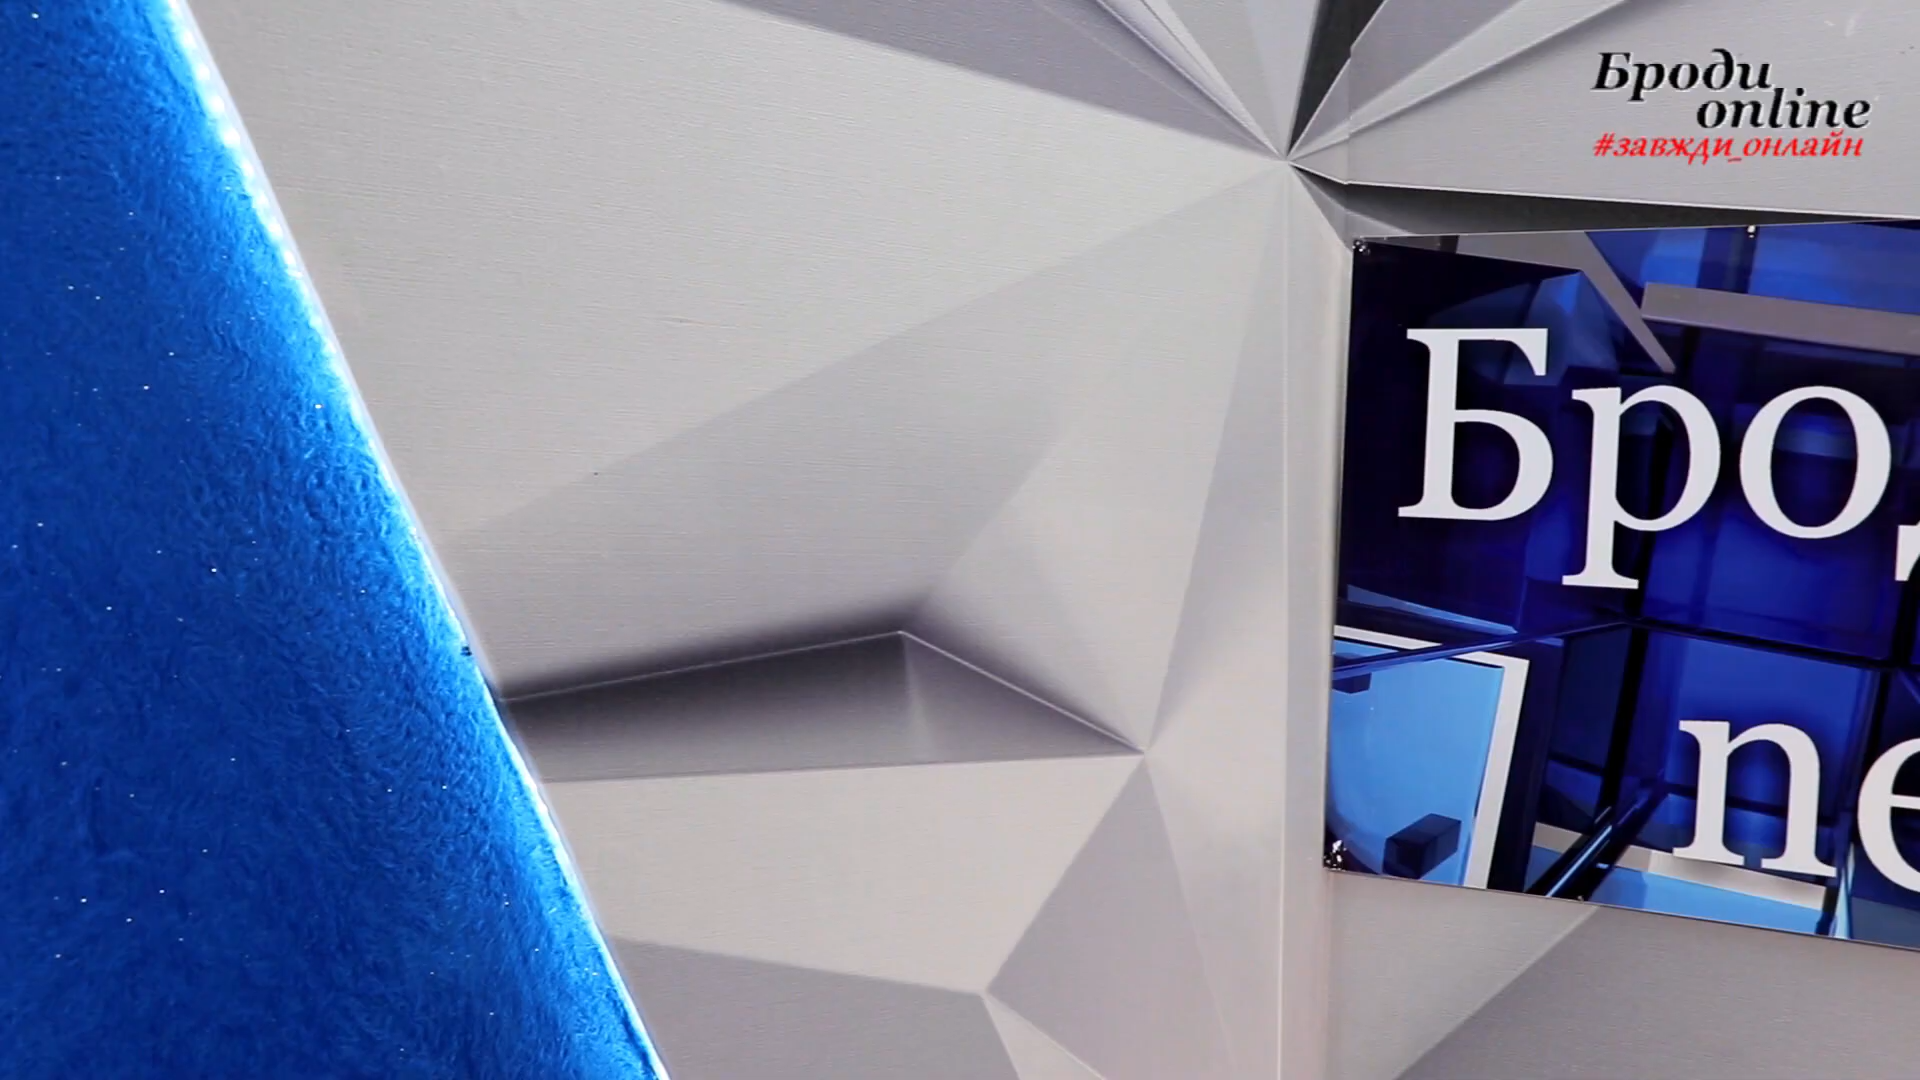 Броди
online
#завжди_онлайн
Бро
пе